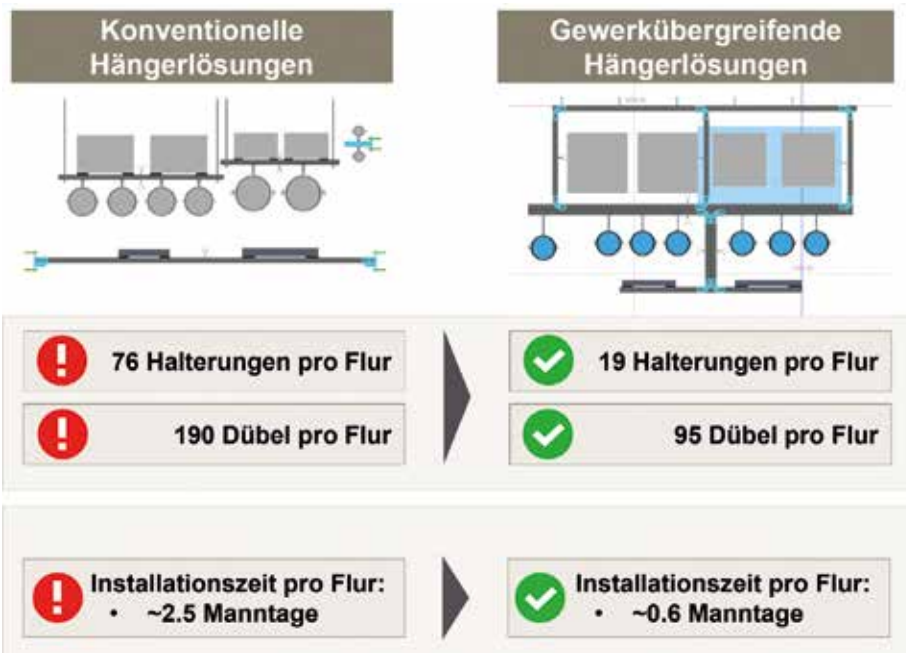 Konventionelle
Hängerlösungen
Gewerkübergreifende
Hängerlösungen
76 Halterungen pro Flur
19 Halterungen pro Flur
190 Dübel pro Flur
95 Dübel pro Flur
Installationszeit pro Flur:
• ~2.5 Manntage
Installationszeit pro Flur:
• ~0.6 Manntage